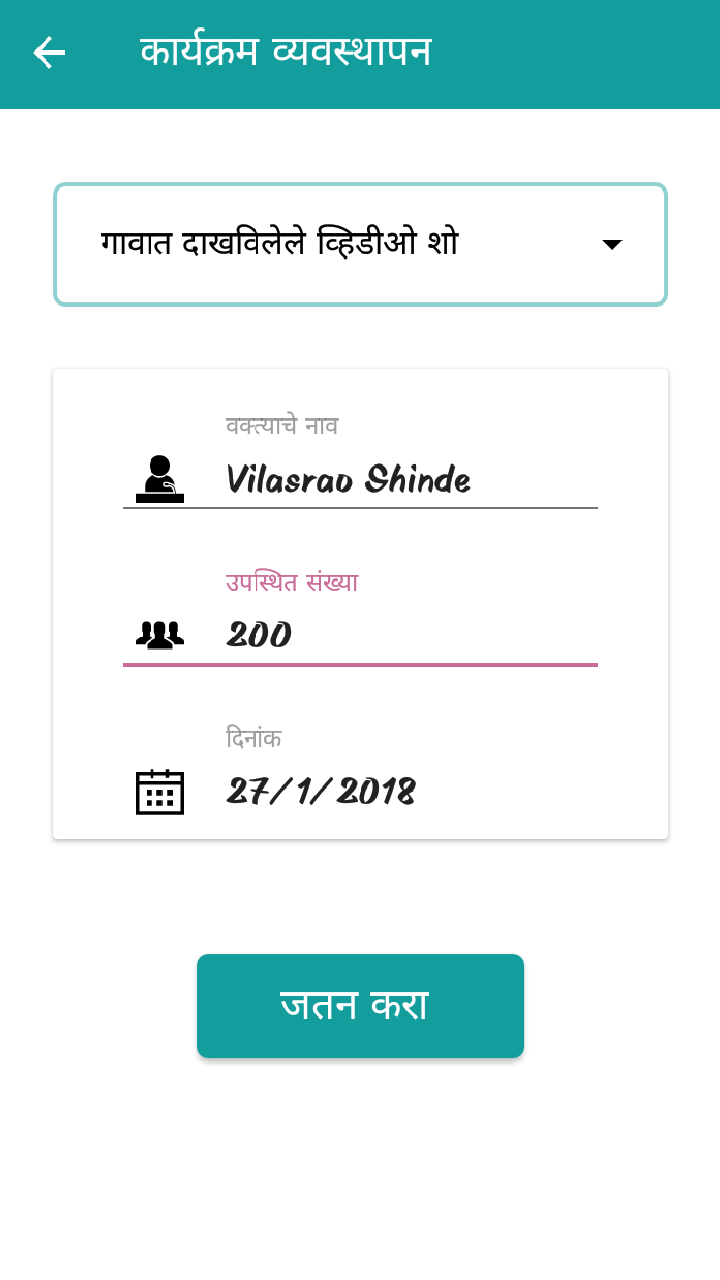 कार्यक्रम व्यवस्थापन
गावात दाखविलेले व्हिडीओ शो
वक्त्याचे नाव
Vilasrao Shinde
उपस्थित संख्या
200
दिनांक
27/1/2018
जतन करा